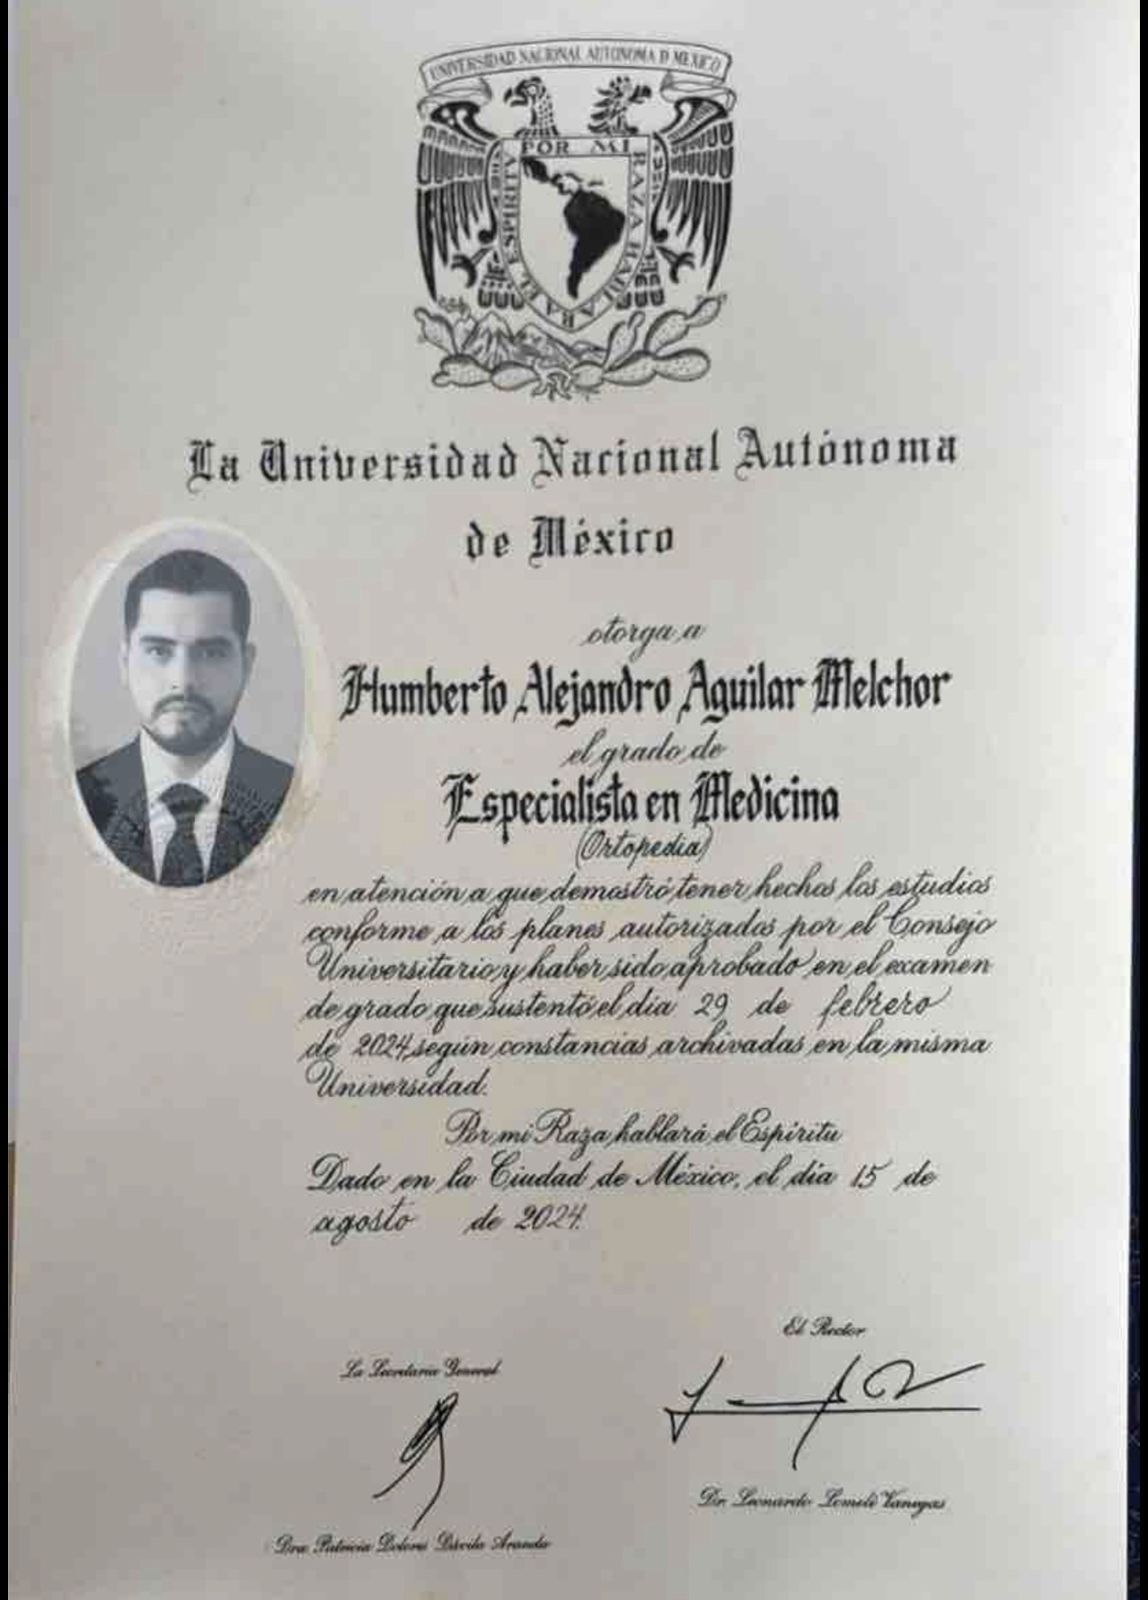 UNIVERSIDAD NACIONAL AUTONOMA D MEXICO
POR MI RAZA HABLARA EL ESPIRITV
La Universidad Nacional Autónoma
de México
otorga a
Humberto Alejandro Aguilar Melchor
el grado de
Especialista en Medicina
(Ortopedia)
en atención a que demostró tener hechos los estudios
conforme a los planes autorizados por el Consejo
Universitario y haber sido aprobado en el examen
de grado que sustentó el día 29 de febrero
de 2024, según constancias archivadas en la misma
Universidad.
Por mi Raza hablará el Espíritu
Dado en la Ciudad de México, el día 15 de
agosto de 2024.
El Rector
La Secretaria General
Dr. Leonardo Lomelí Vanegas
Dra. Patricia Dolores Dávila Aranda